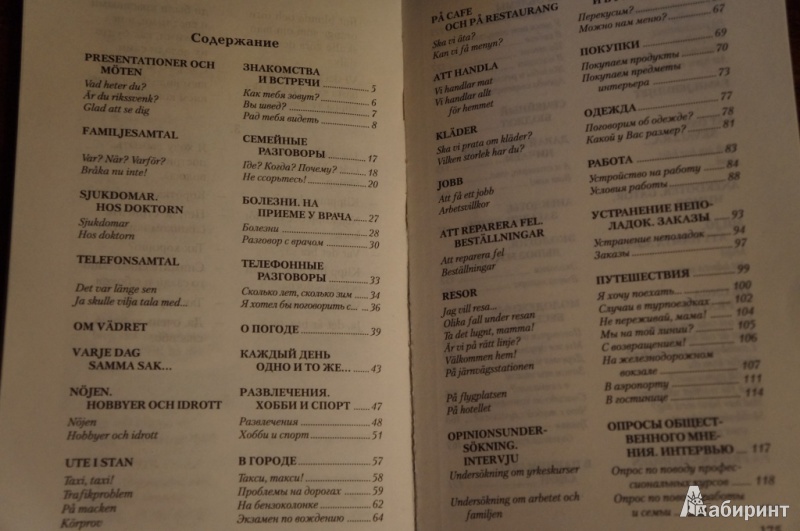 Содержание
PRESENTATIONER OCH
MÖTEN
Vad heter du?
Är du rikssvenk?
Glad att se dig
FAMILJESAMTAL
Var? När? Varför?
Bråka nu inte!
SJUKDOMAR.
HOS DOKTORN
Sjukdomar
Hos doktorn
TELEFONSAMTAL
Det var länge sen
Ja skulle vilja tala med...
OM VÄDRET
VARJE DAG
SAMMA SAK...
NÖJEN.
HOBBYER OCH IDROTT
Nöjen
Hobbyer och idrott
UTE I STAN
Taxi, taxi!
Trafikproblem
På macken
Körprov
ЗНАКОМСТВА
И ВСТРЕЧИ 5
Как тебя зовут? 6
Вы швед? 7
Рад тебя видеть 8
СЕМЕЙНЫЕ
РАЗГОВОРЫ 17
Где? Когда? Почему? 18
Не ссорьтесь! 20
БОЛЕЗНИ. НА
ПРИЕМЕ У ВРАЧА 27
Болезни 28
Разговор с врачом 30
ТЕЛЕФОННЫЕ
РАЗГОВОРЫ 33
Сколько лет, сколько зим 34
Я хотел бы поговорить с... 36
О ПОГОДЕ 39
КАЖДЫЙ ДЕНЬ
ОДНО И ТО ЖЕ... 43
РАЗВЛЕЧЕНИЯ.
ХОББИ И СПОРТ 47
Развлечения 48
Хобби и спорт 51
В ГОРОДЕ 57
Такси, такси! 58
Проблемы на дорогах 59
На бензоколонке 62
Экзамен по вождению 64
PÅ CAFE
OCH PÅ RESTAURANG
Ska vi äta?
Kan vi få menyn?
ATT HANDLA
Vi handlar mat
Vi handlar allt
för hemmet
KLÄDER
Ska vi prata om kläder?
Vilken storlek har du?
JOBB
Att få ett jobb
Arbetsvillkor
ATT REPARERA FEL.
BESTÄLLNINGAR
Att reparera fel
Beställningar
RESOR
Jag vill resa...
Olika fall under resan
Ta det lugnt, mamma!
Är vi på rätt linje?
Välkommen hem!
På järnvägsstationen
På flygplatsen
På hotellet
OPINIONSUNDER-
SÖKNING.
INTERVJU
Undersökning om yrkeskurser
Undersökning om arbetet och
familjen
Перекусим?
Можно нам меню? 67
ПОКУПКИ 69
Покупаем продукты 70
Покупаем предметы
интерьера 73
ОДЕЖДА 77
Поговорим об одежде? 78
Какой у Вас размер? 81
РАБОТА 83
Устройство на работу 84
Условия работы 88
УСТРАНЕНИЕ НЕПО-
ЛАДОК. ЗАКАЗЫ 93
Устранение неполадок 94
Заказы 97
ПУТЕШЕСТВИЯ 99
Я хочу поехать 100
Случаи в турпоездках 102
Не переживай, мама! 104
Мы на той линии? 105
С возвращением! 106
На железнодорожном
вокзале 107
В аэропорту 111
В гостинице 114
ОПРОСЫ ОБЩЕСТ-
ВЕННОГО МНЕ-
НИЯ. ИНТЕРВЬЮ 117
Опрос по поводу профес-
сиональных курсов 118
Опрос по поводу работы
и семьи
Лабиринт